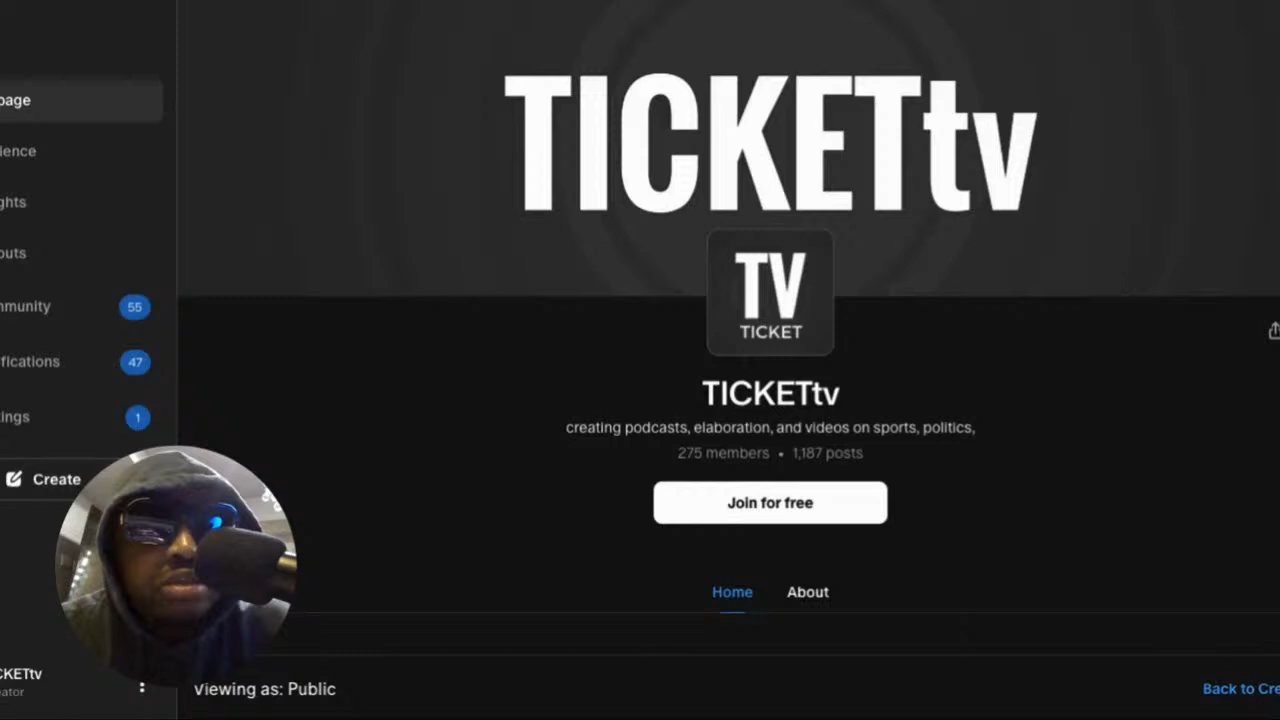 TICKETtv
page
ience
ghts
outs
mmunity 55
fications 47
ings 1
Create
TV
TICKET
TICKETtv
creating podcasts, elaboration, and videos on sports, politics,
275 members • 1,187 posts
Join for free
Home About
CKETtv
eator
Viewing as: Public
Back to Cre